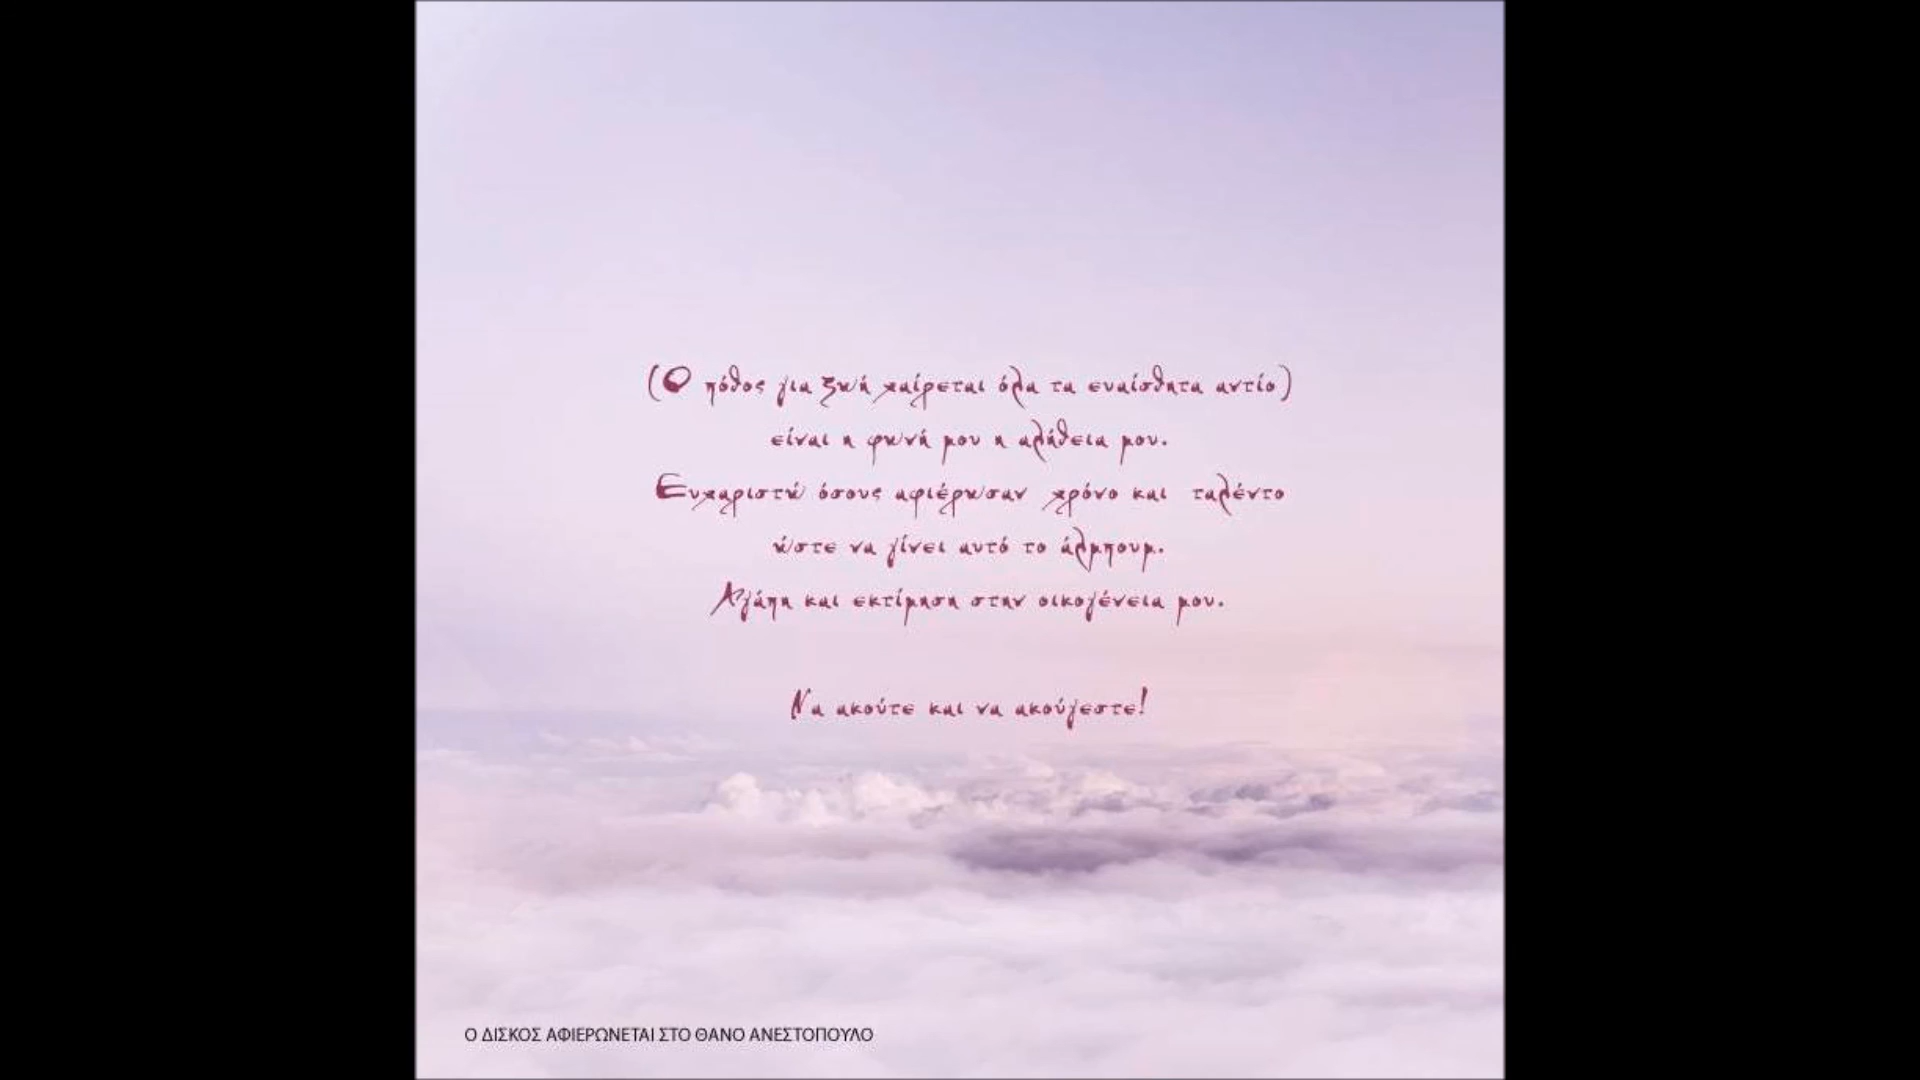 (Ο πόθος για ζωή χαίρεται όλα τα ευαίσθητα αντίο)
είναι η φωνή μου η αλήθεια μου.
Ευχαριστώ όσους αφιέρωσαν χρόνο και ταλέντο
ώστε να γίνει αυτό το άλμπουμ.
Αγάπη και εκτίμηση στην οικογένεια μου.
Να ακούτε και να ακούγεστε!
Ο ΔΙΣΚΟΣ ΑΦΙΕΡΩΝΕΤΑΙ ΣΤΟ ΘΑΝΟ ΑΝΕΣΤΟΠΟΥΛΟ